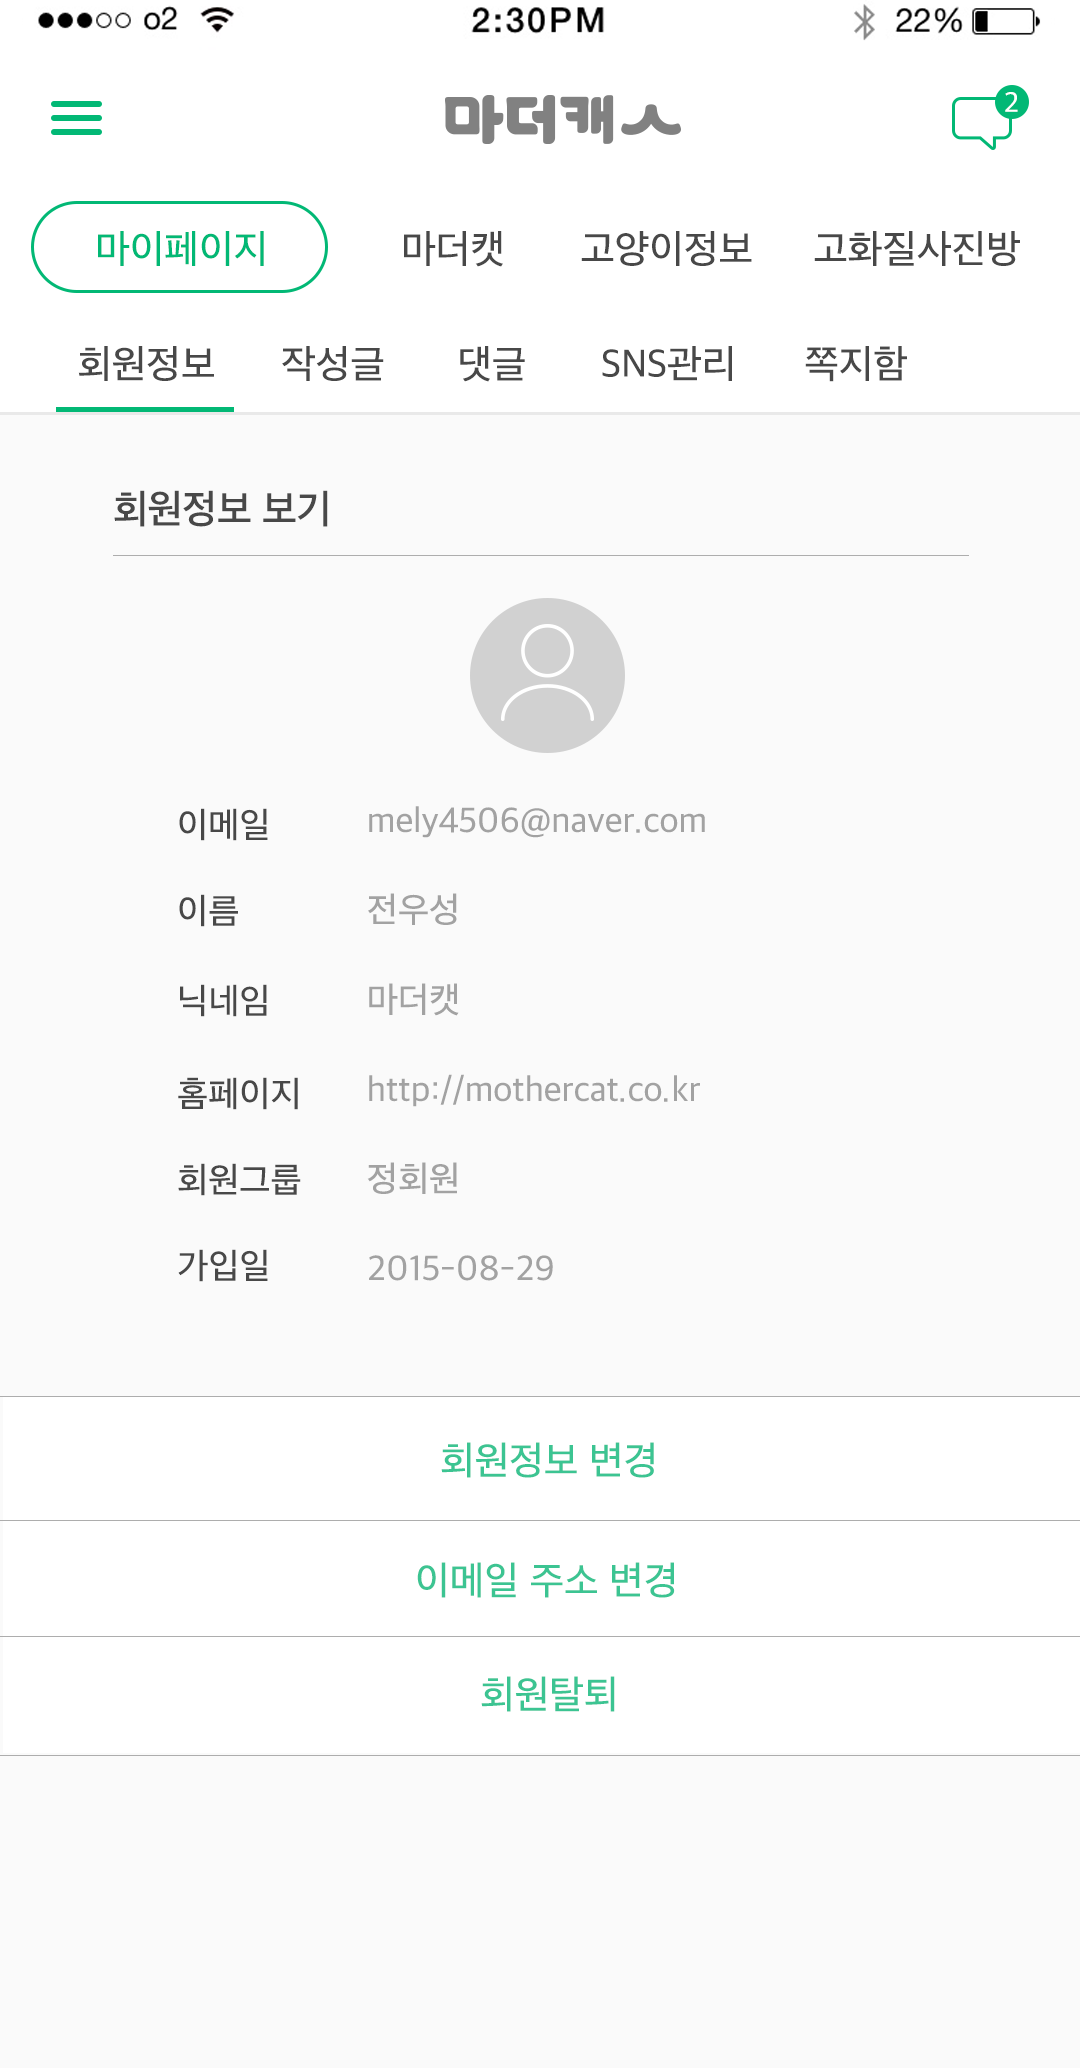 o2 2:30PM 22%
마더캣
2
마이페이지 마더캣 고양이정보 고화질사진방
회원정보 작성글 댓글 SNS관리 쪽지함
회원정보 보기
이메일 mely4506@naver.com
이름 전우성
닉네임 마더캣
홈페이지 http://mothercat.co.kr
회원그룹 정회원
가입일 2015-08-29
회원정보 변경
이메일 주소 변경
회원탈퇴